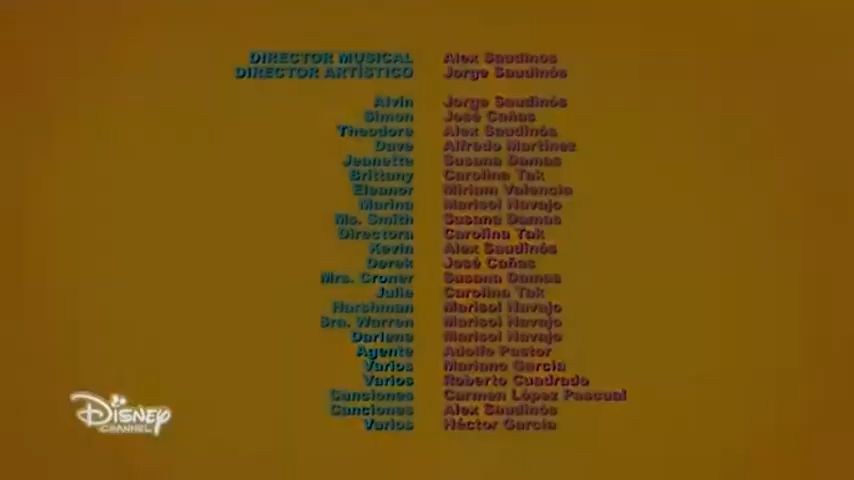 DIRECTOR MUSICAL Alex Saudinos
DIRECTOR ARTÍSTICO Jorge Saudinós
Alvin Jorge Saudinós
Simon José Cañas
Theodore Alex Saudinós
Dave Alfredo Martínez
Jeanette Susana Damas
Brittany Carolina Tak
Eleanor Miriam Valencia
Marina Marisol Navajo
Ms. Smith Susana Damas
Directora Carolina Tak
Kevin Alex Saudinós
Derek José Cañas
Mrs. Croner Susana Damas
Julie Carolina Tak
Harshman Marisol Navajo
Sra. Warren Marisol Navajo
Darlene Marisol Navajo
Agente Adolfo Pastor
Varios Mariano García
Varios Roberto Cuadrado
Canciones Carmen López Pascual
Canciones Alex Saudinós
Varios Héctor García
Disney
CHANNEL